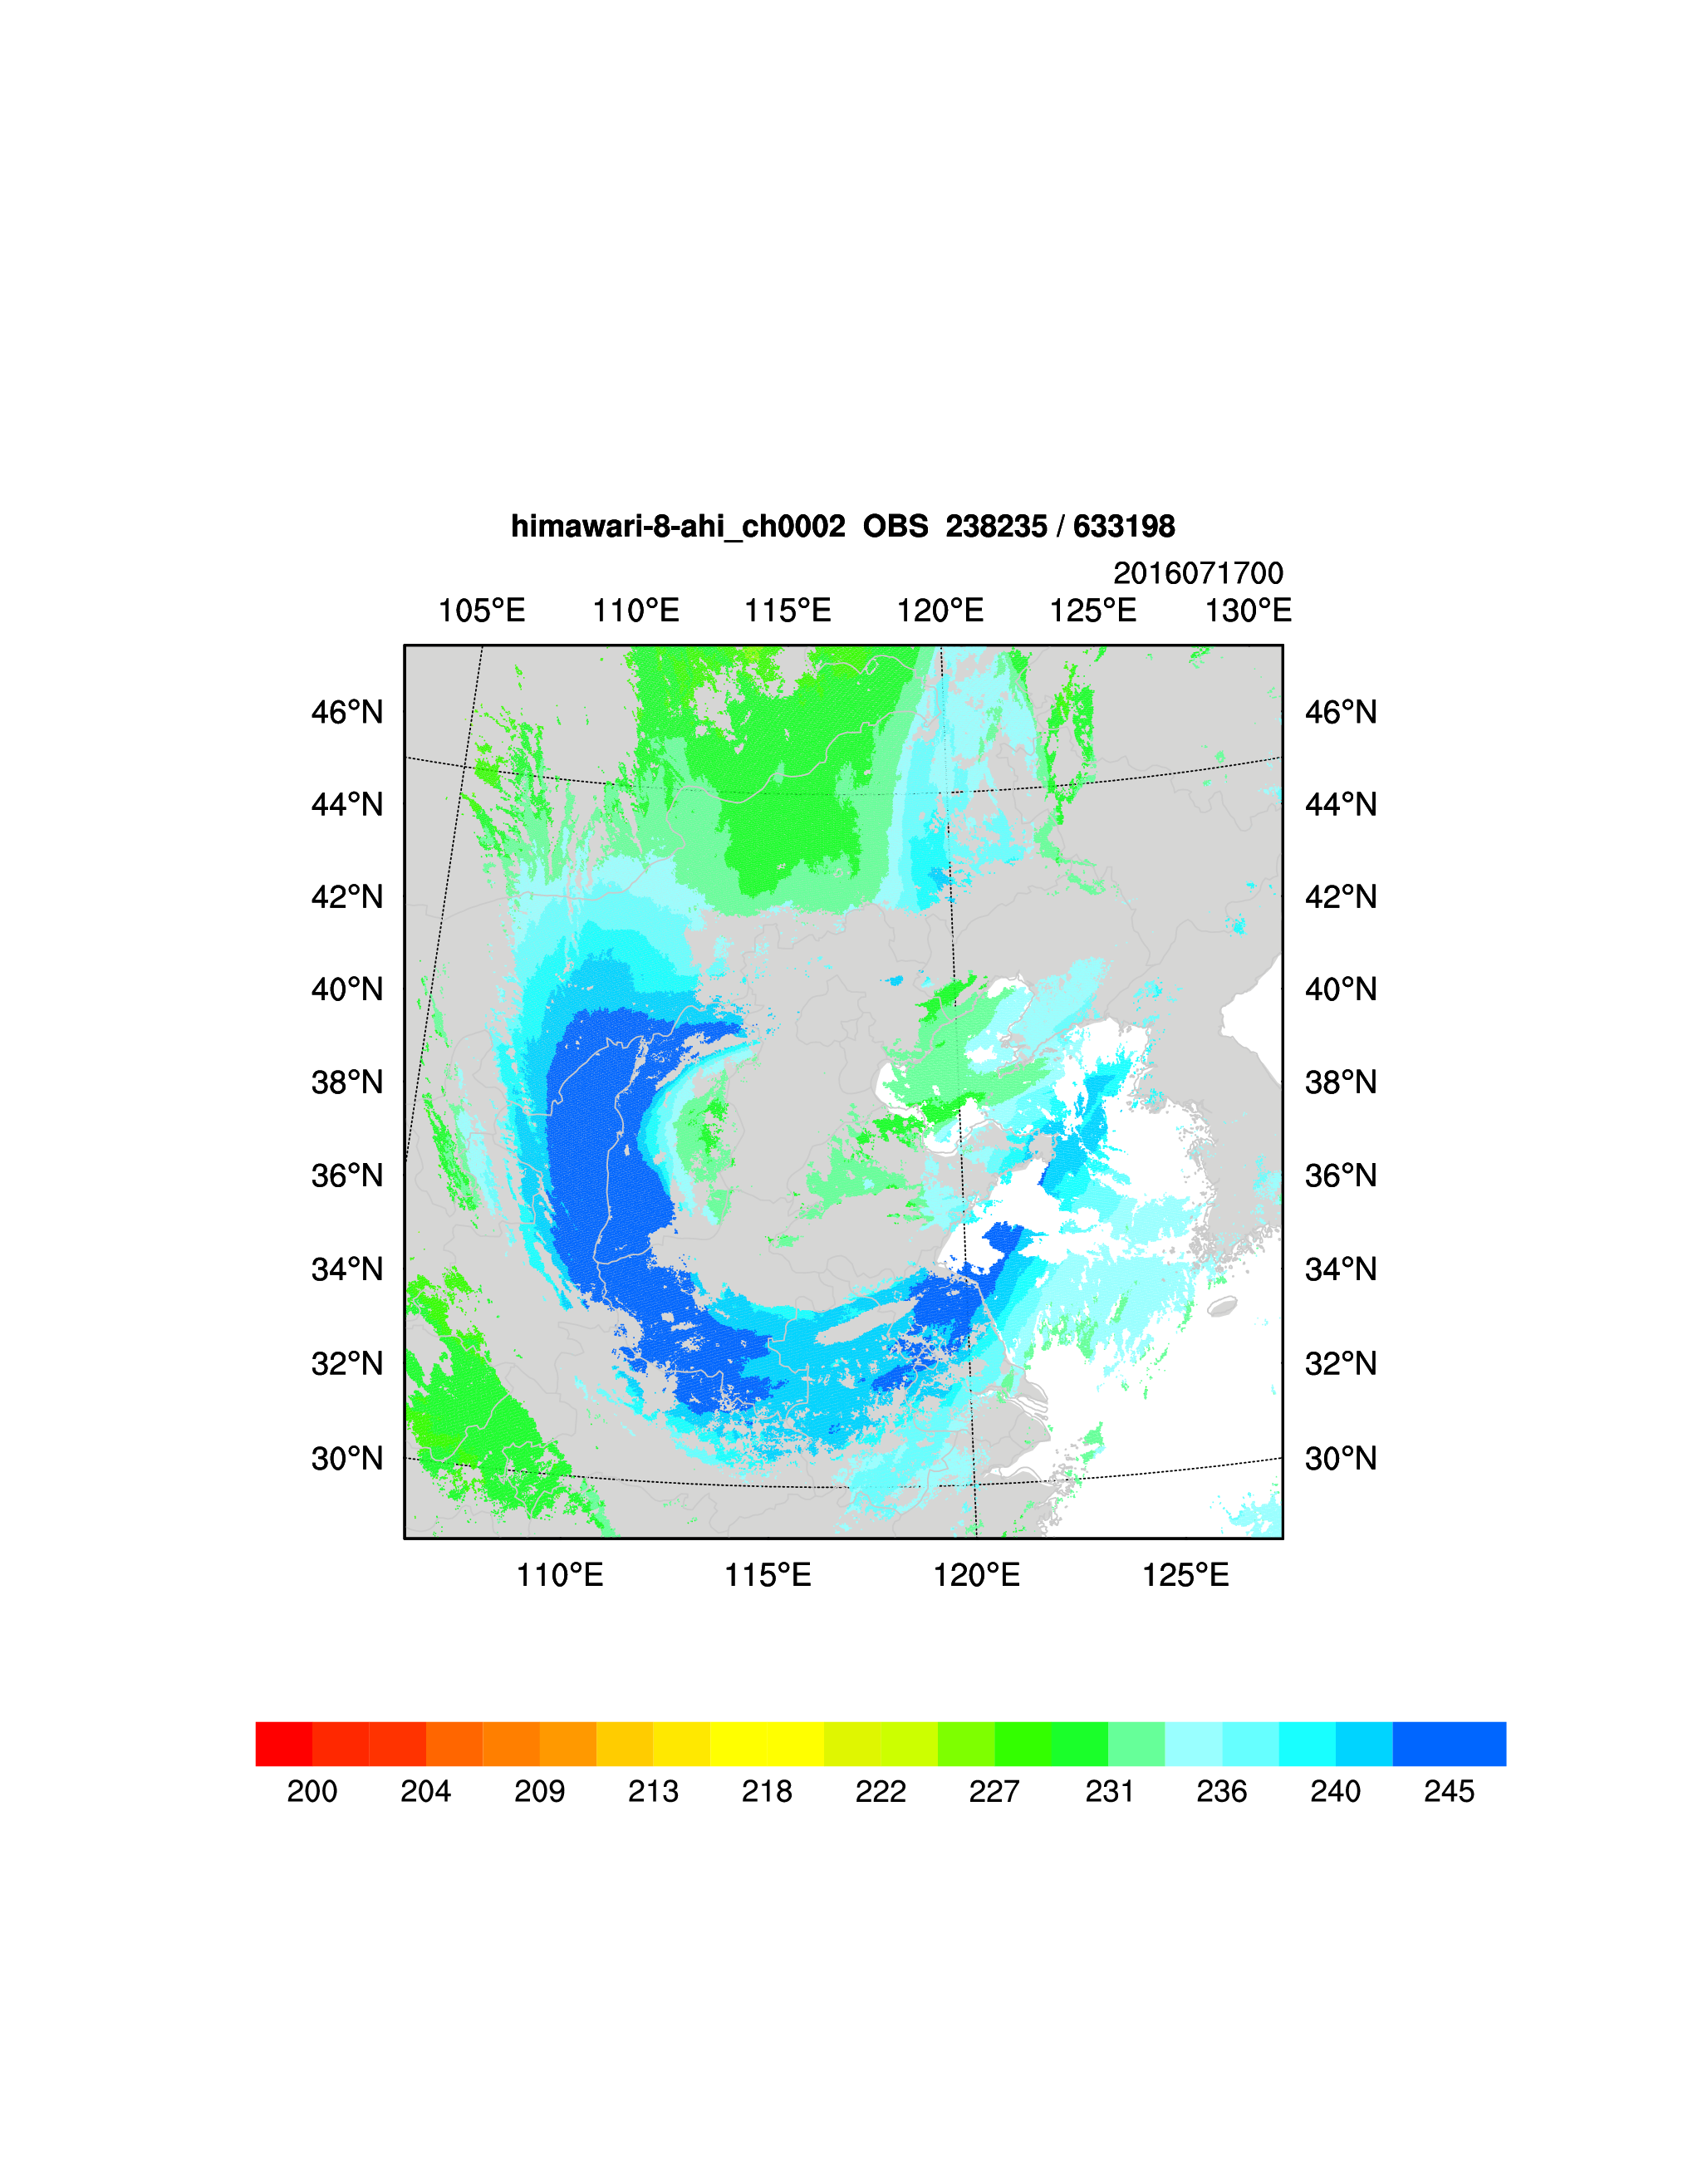 himawari-8-ahi_ch0002 OBS 238235 / 633198
2016071700
105°E 110°E 115°E 120°E 125°E 130°E
46°N 46°N
44°N 44°N
42°N 42°N
40°N 40°N
38°N 38°N
36°N 36°N
34°N 34°N
32°N 32°N
30°N 30°N
110°E 115°E 120°E 125°E
200 204 209 213 218 222 227 231 236 240 245